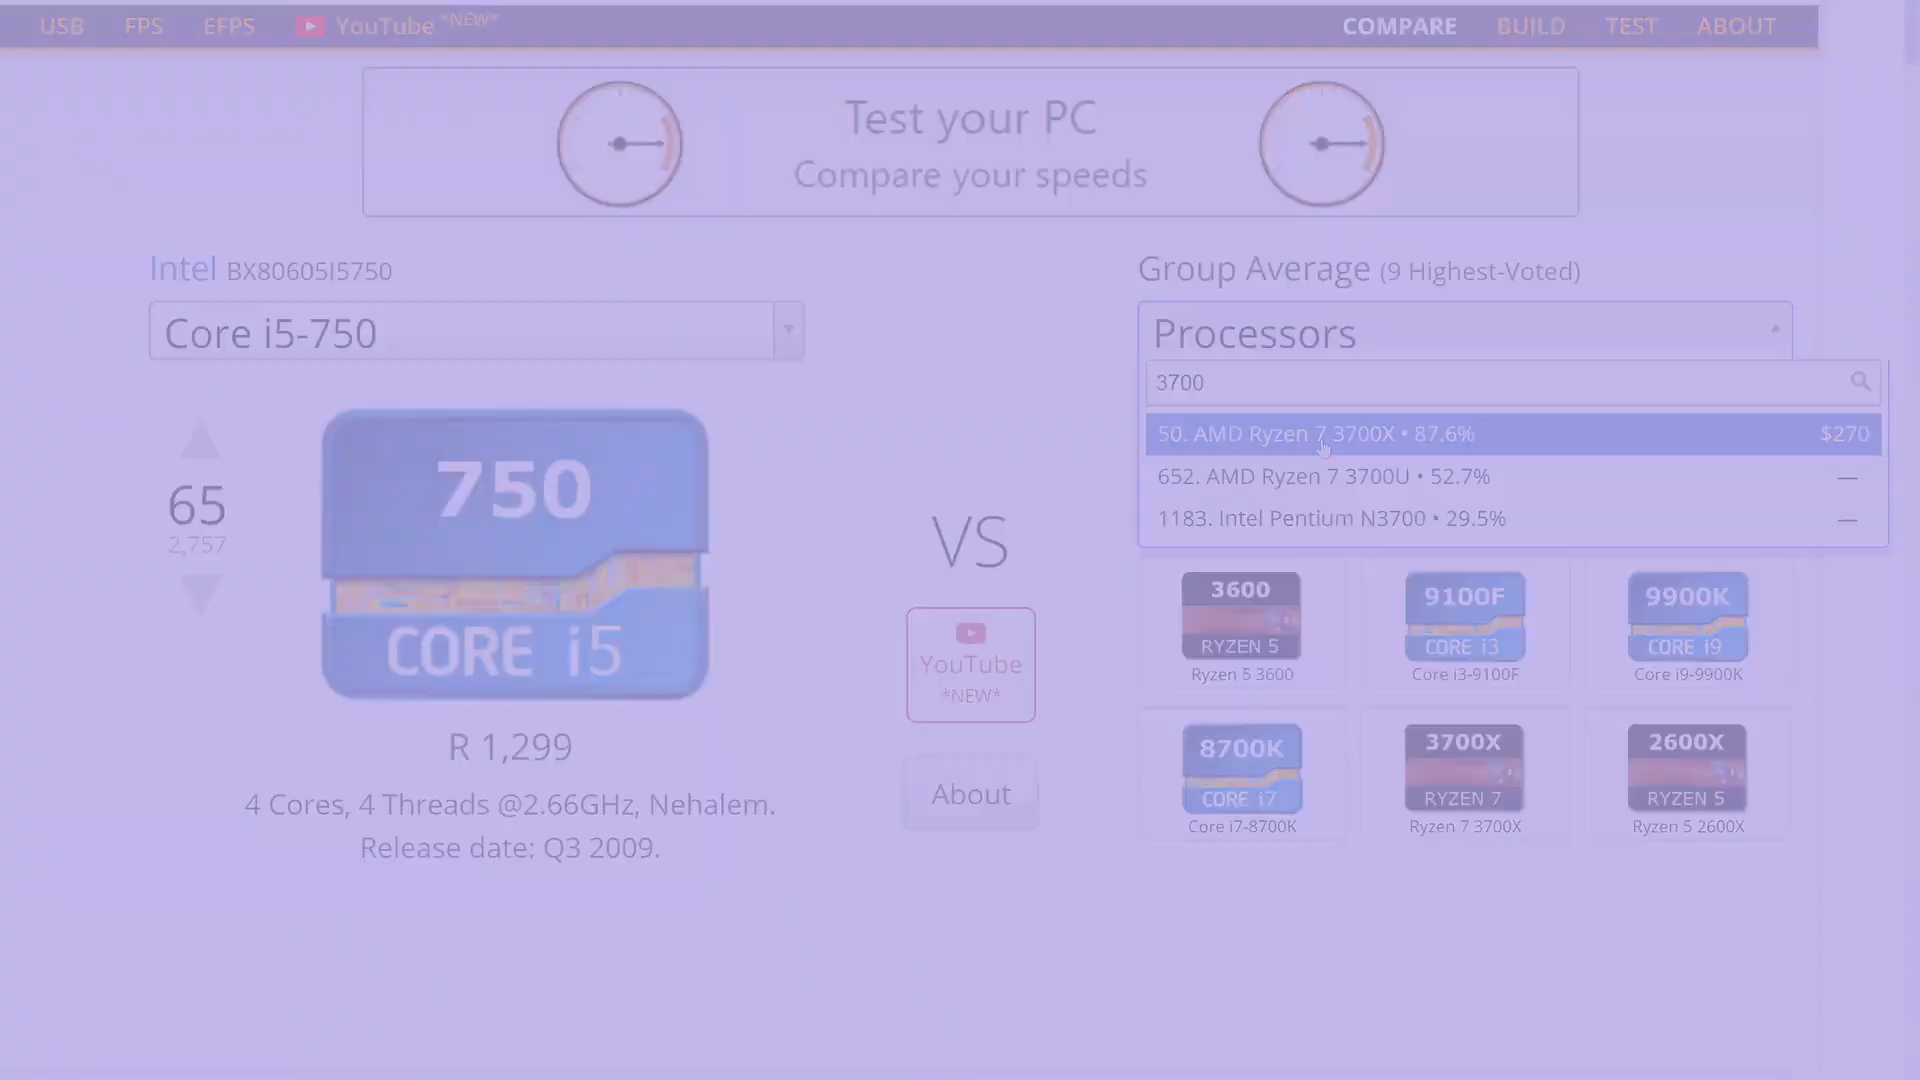 USB FPS EFPS YouTube *NEW* COMPARE BUILD TEST ABOUT
Test your PC
Compare your speeds
Intel BX80605I5750
Core i5-750
65
2,757
750
CORE i5
R 1,299
4 Cores, 4 Threads @2.66GHz, Nehalem.
Release date: Q3 2009.
VS
YouTube
*NEW*
About
Group Average (9 Highest-Voted)
Processors
3700
50. AMD Ryzen 7 3700X • 87.6% $270
652. AMD Ryzen 7 3700U • 52.7% —
1183. Intel Pentium N3700 • 29.5% —
3600
RYZEN 5
Ryzen 5 3600
9100F
CORE i3
Core i3-9100F
9900K
CORE i9
Core i9-9900K
8700K
CORE i7
Core i7-8700K
3700X
RYZEN 7
Ryzen 7 3700X
2600X
RYZEN 5
Ryzen 5 2600X